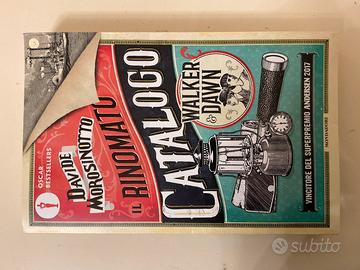 OSCAR
BESTSELLERS
DAVIDE
MOROSINOTTO
IL RINOMATO
CATALOGO
WALKER
& DAWN
VINCITORE DEL SUPERPREMIO ANDERSEN 2017
MONDADORI
subito